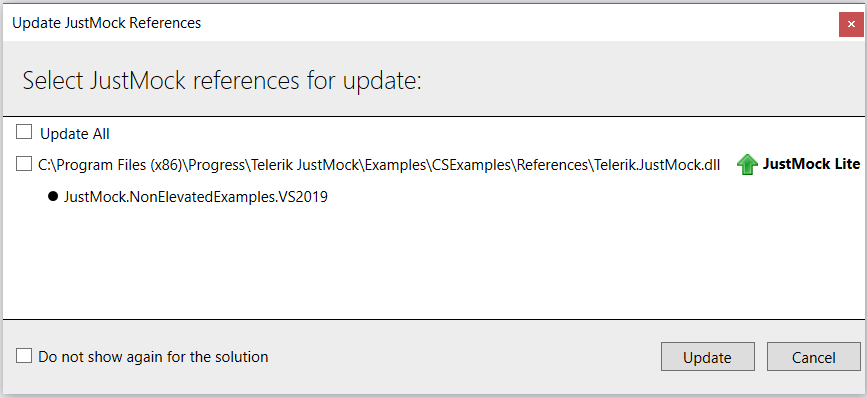 Update JustMock References
Select JustMock references for update:
Update All
C:\Program Files (x86)\Progress\Telerik JustMock\Examples\CSExamples\References\Telerik.JustMock.dll JustMock Lite
JustMock.NonElevatedExamples.VS2019
Do not show again for the solution
Update Cancel